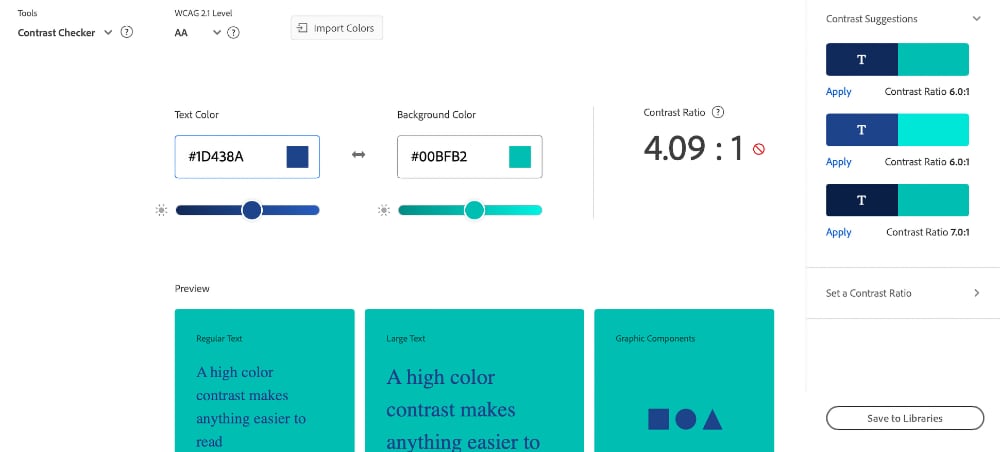 Tools
Contrast Checker
?
WCAG 2.1 Level
AA
?
Import Colors
Text Color
#1D438A
Background Color
#00BFB2
Contrast Ratio ?
4.09 : 1
Preview
Regular Text
A high color
contrast makes
anything easier to
read
Large Text
A high color
contrast makes
anything easier to
Graphic Components
Contrast Suggestions
T
Apply Contrast Ratio 6.0:1
T
Apply Contrast Ratio 6.0:1
T
Apply Contrast Ratio 7.0:1
Set a Contrast Ratio
Save to Libraries